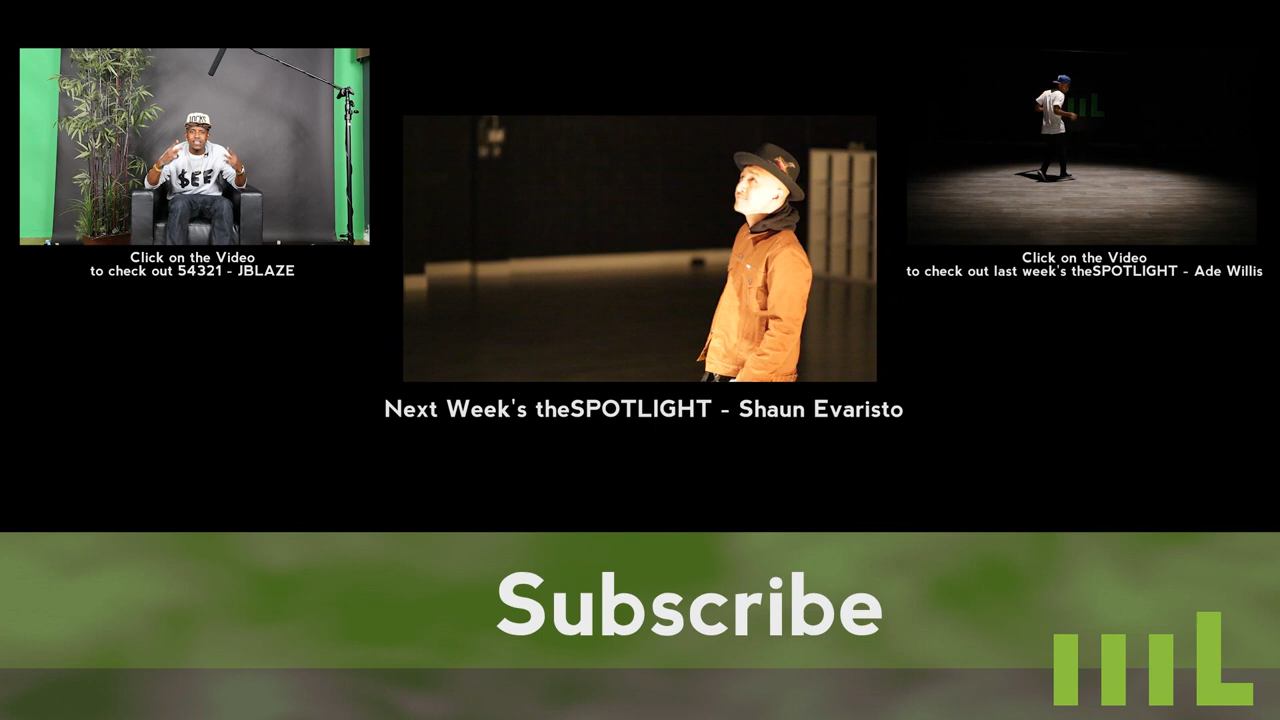 Click on the Video
to check out 54321 - JBLAZE
Next Week's theSPOTLIGHT - Shaun Evaristo
Click on the Video
to check out last week's theSPOTLIGHT - Ade Willis
Subscribe